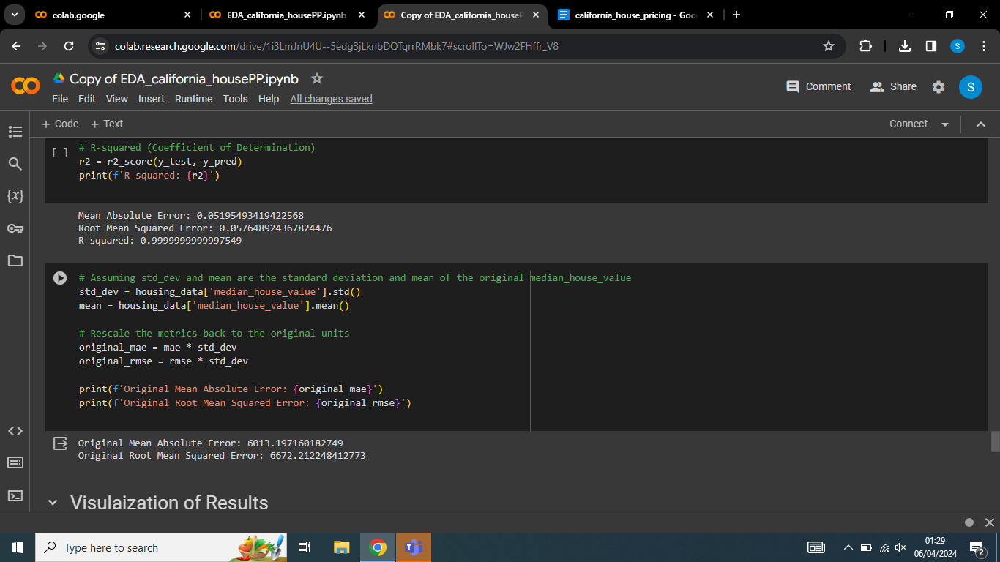 colab.google
EDA_california_housePP.ipynb
Copy of EDA_california_houseP
california_house_pricing - Goo
colab.research.google.com/drive/1i3LmJnU4U--5edg3jLknbDQTqrrRMbk7#scrollTo=WJw2FHffr_V8
S
Copy of EDA_california_housePP.ipynb
File Edit View Insert Runtime Tools Help All changes saved
Comment
Share
S
+ Code + Text
Connect
[ ]
# R-squared (Coefficient of Determination)
r2 = r2_score(y_test, y_pred)
print(f'R-squared: {r2}')
Mean Absolute Error: 0.05195493419422568
Root Mean Squared Error: 0.057648924367824476
R-squared: 0.9999999999997549
# Assuming std_dev and mean are the standard deviation and mean of the original median_house_value
std_dev = housing_data['median_house_value'].std()
mean = housing_data['median_house_value'].mean()
# Rescale the metrics back to the original units
original_mae = mae * std_dev
original_rmse = rmse * std_dev
print(f'Original Mean Absolute Error: {original_mae}')
print(f'Original Root Mean Squared Error: {original_rmse}')
Original Mean Absolute Error: 6013.197160182749
Original Root Mean Squared Error: 6672.212248412773
Visulaization of Results
Type here to search
01:29
06/04/2024
2